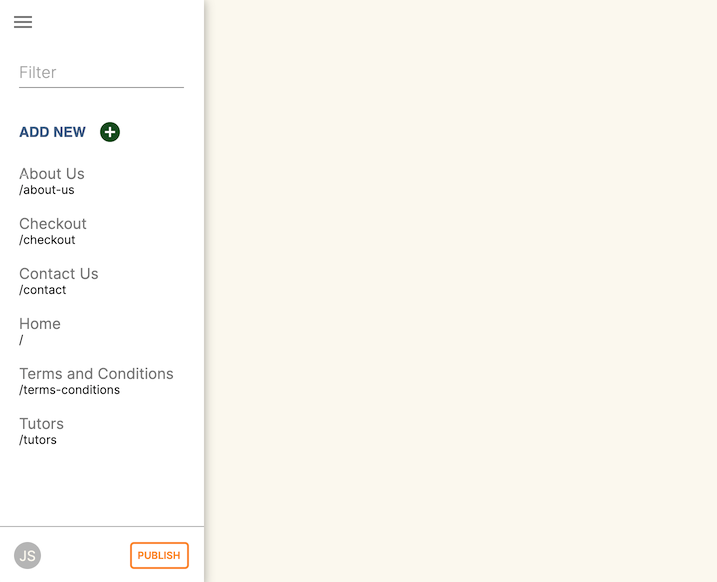 Filter
ADD NEW
About Us
/about-us
Checkout
/checkout
Contact Us
/contact
Home
/
Terms and Conditions
/terms-conditions
Tutors
/tutors
JS
PUBLISH